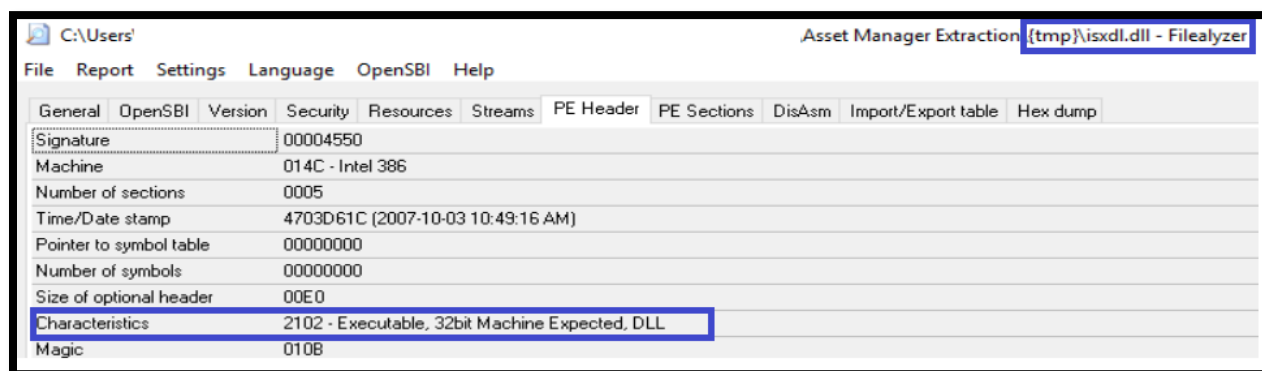 C:\Users' ,Asset Manager Extraction {tmp}\isxdl.dll - Filealyzer
File Report Settings Language OpenSBI Help
General OpenSBI Version Security Resources Streams PE Header PE Sections DisAsm Import/Export table Hex dump
Signature 00004550
Machine 014C - Intel 386
Number of sections 0005
Time/Date stamp 4703D61C (2007-10-03 10:49:16 AM)
Pointer to symbol table 00000000
Number of symbols 00000000
Size of optional header 00E0
Characteristics 2102 - Executable, 32bit Machine Expected, DLL
Magic 010B